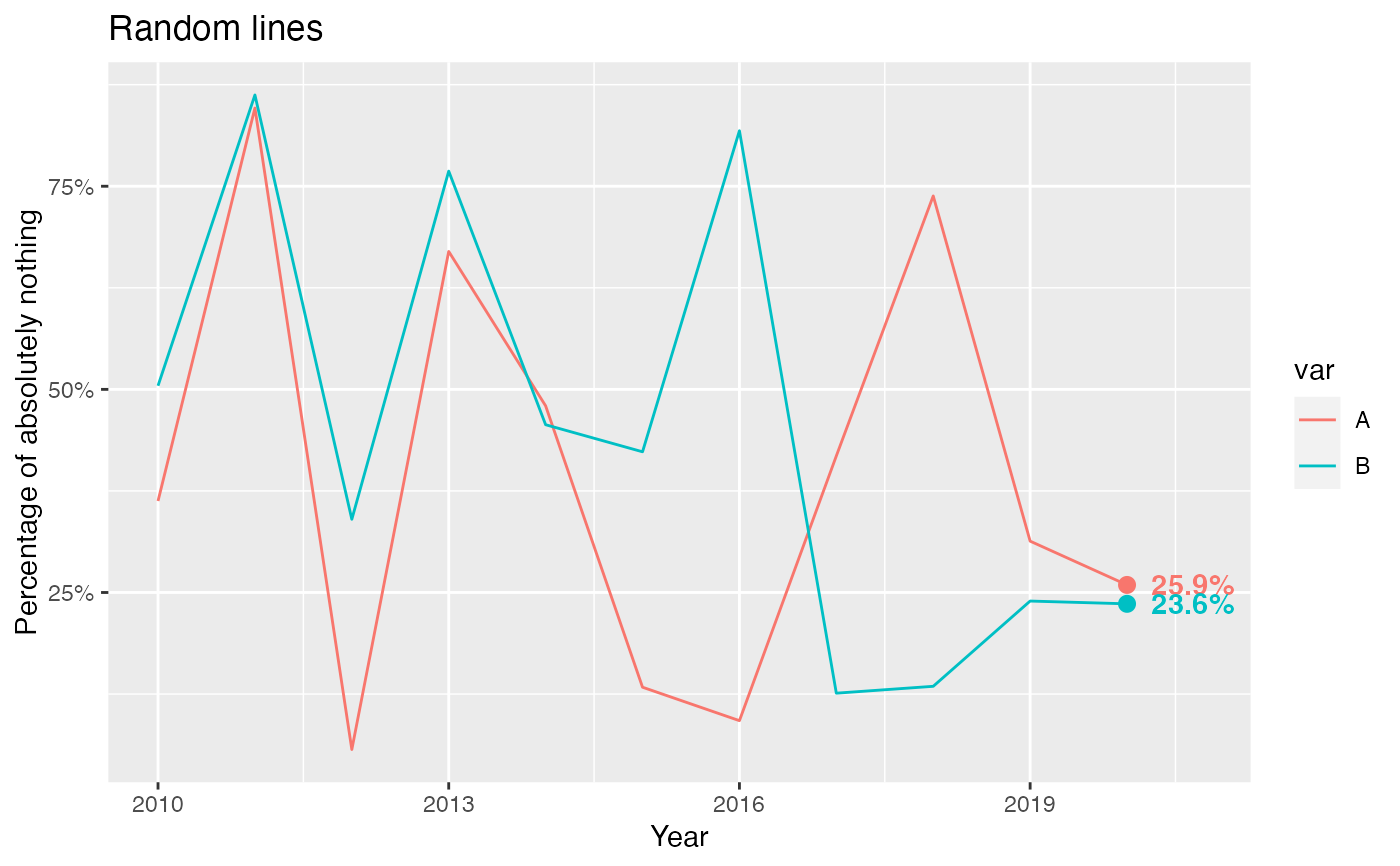 Random lines
Percentage of absolutely nothing
75%
50%
25%
25.9%
23.6%
2010
2013
2016
2019
Year
var
A
B